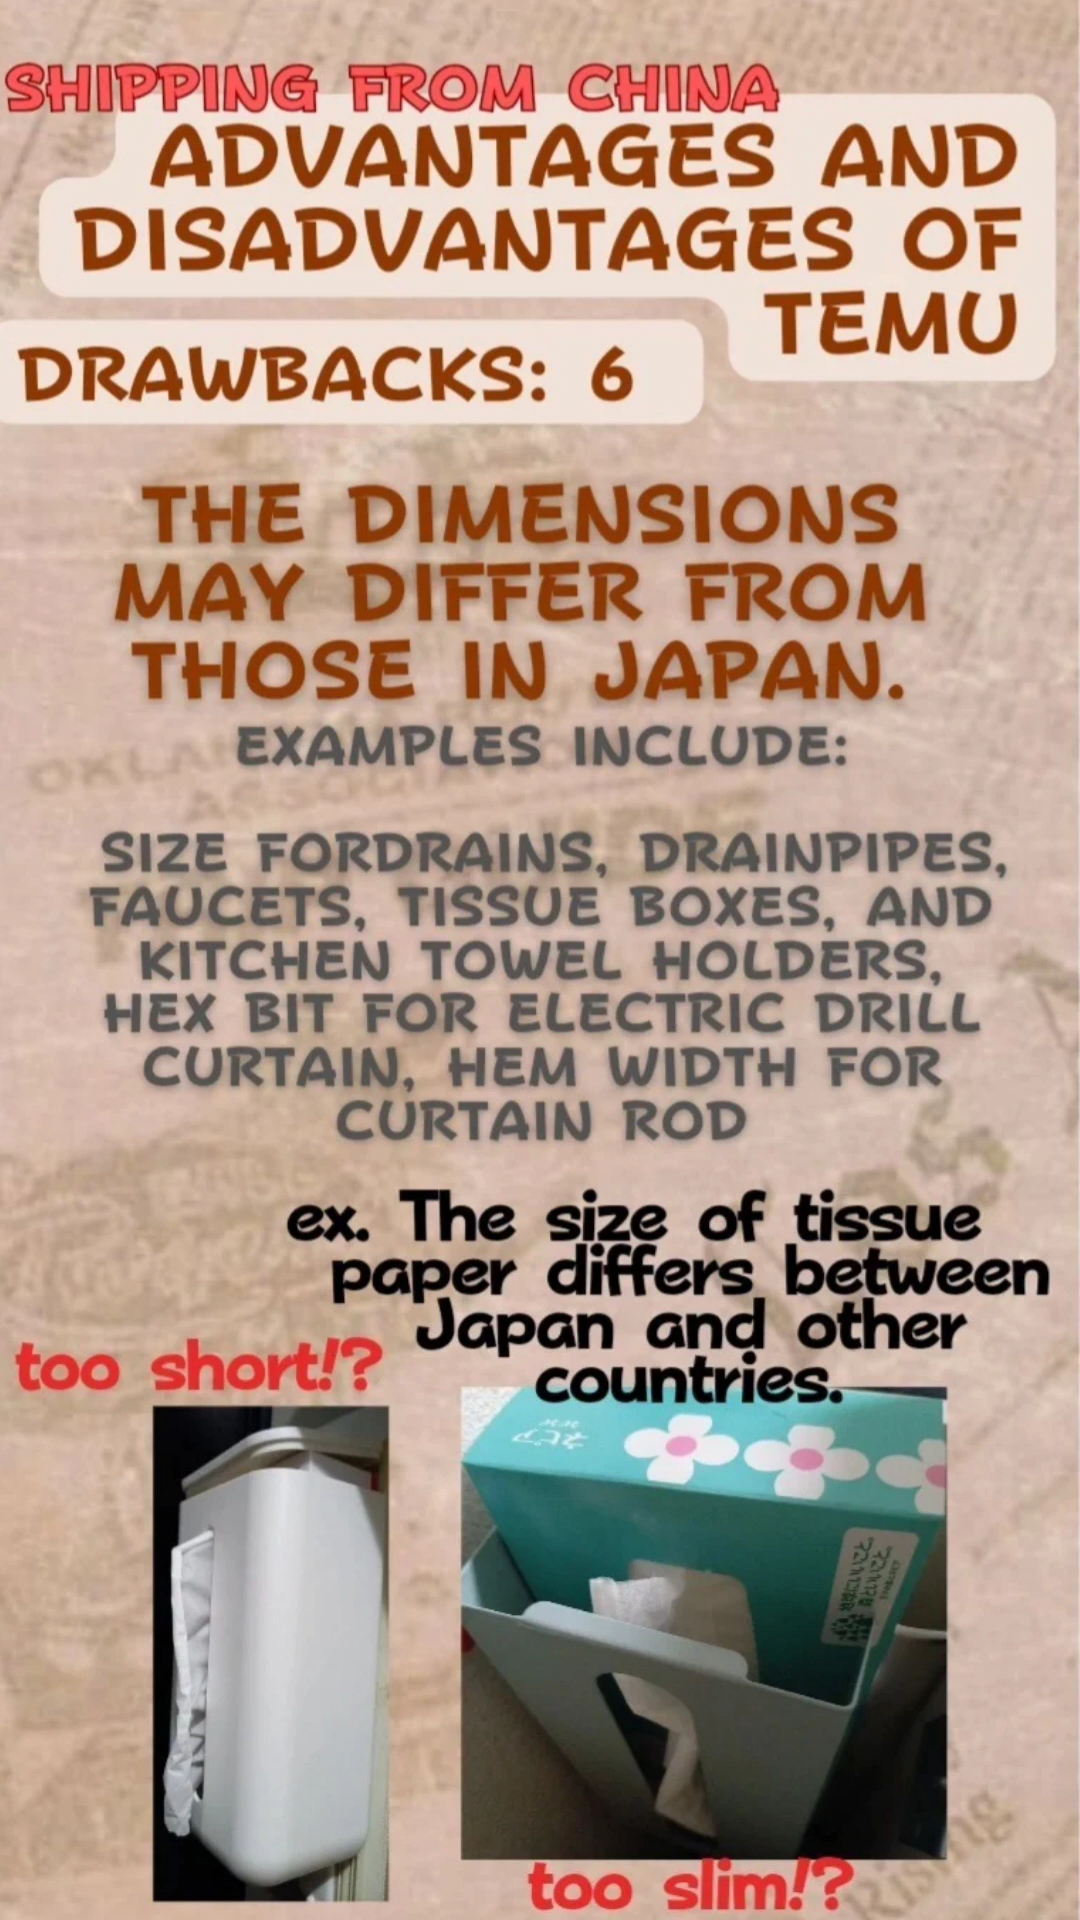 SHIPPING FROM CHINA
ADVANTAGES AND
DISADVANTAGES OF
TEMU
DRAWBACKS: 6
THE DIMENSIONS
MAY DIFFER FROM
THOSE IN JAPAN.
EXAMPLES INCLUDE:
SIZE FORDRAINS, DRAINPIPES,
FAUCETS, TISSUE BOXES, AND
KITCHEN TOWEL HOLDERS,
HEX BIT FOR ELECTRIC DRILL
CURTAIN, HEM WIDTH FOR
CURTAIN ROD
ex. The size of tissue
paper differs between
Japan and other
countries.
too short!?
ネピア
too slim!?